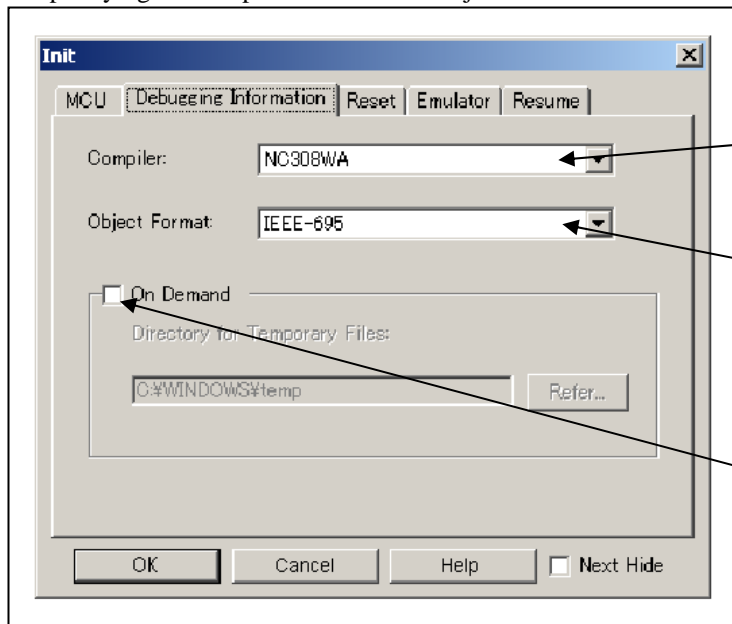 Init
MCU Debugging Information Reset Emulator Resume
Compiler: NC308WA
Object Format: IEEE-695
On Demand
Directory for Temporary Files:
C:¥WINDOWS¥temp Refer...
OK Cancel Help Next Hide